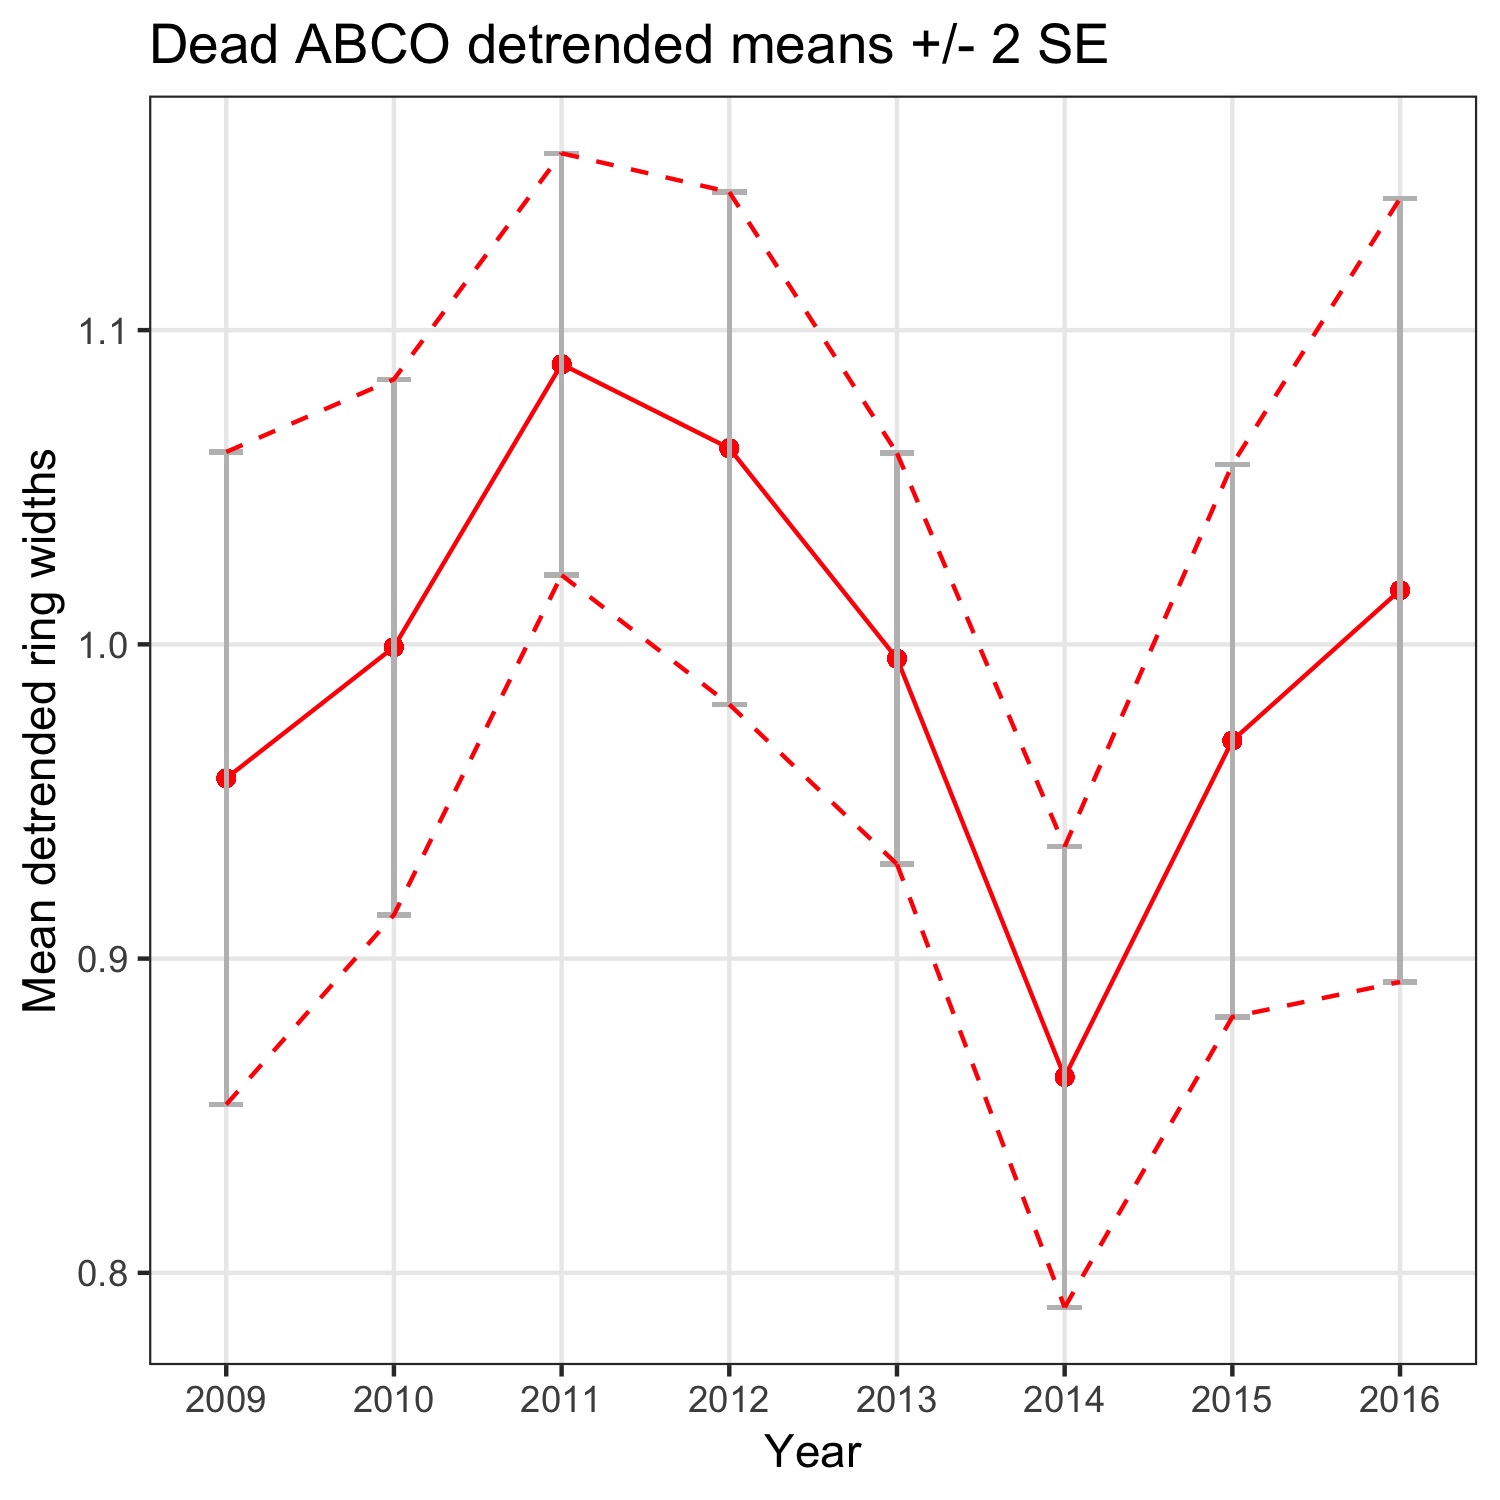 Dead ABCO detrended means +/- 2 SE
Mean detrended ring widths
1.1
1.0
0.9
0.8
2009 2010 2011 2012 2013 2014 2015 2016
Year